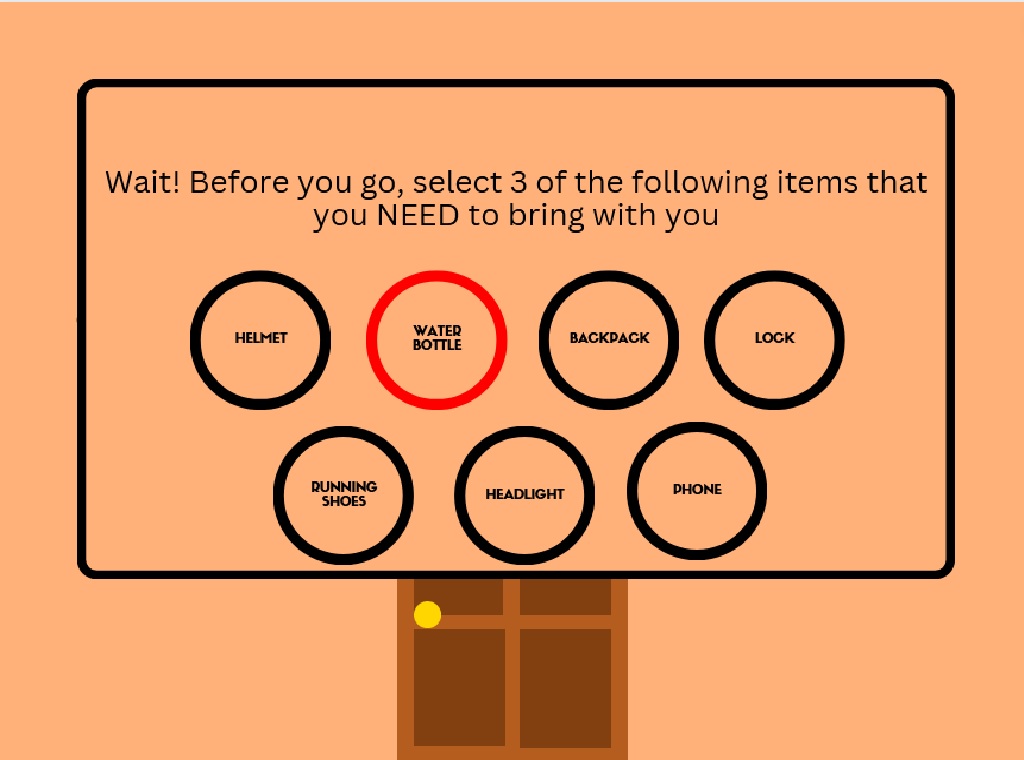 Wait! Before you go, select 3 of the following items that
you NEED to bring with you
HELMET
WATER
BOTTLE
BACKPACK
LOCK
RUNNING
SHOES
HEADLIGHT
PHONE